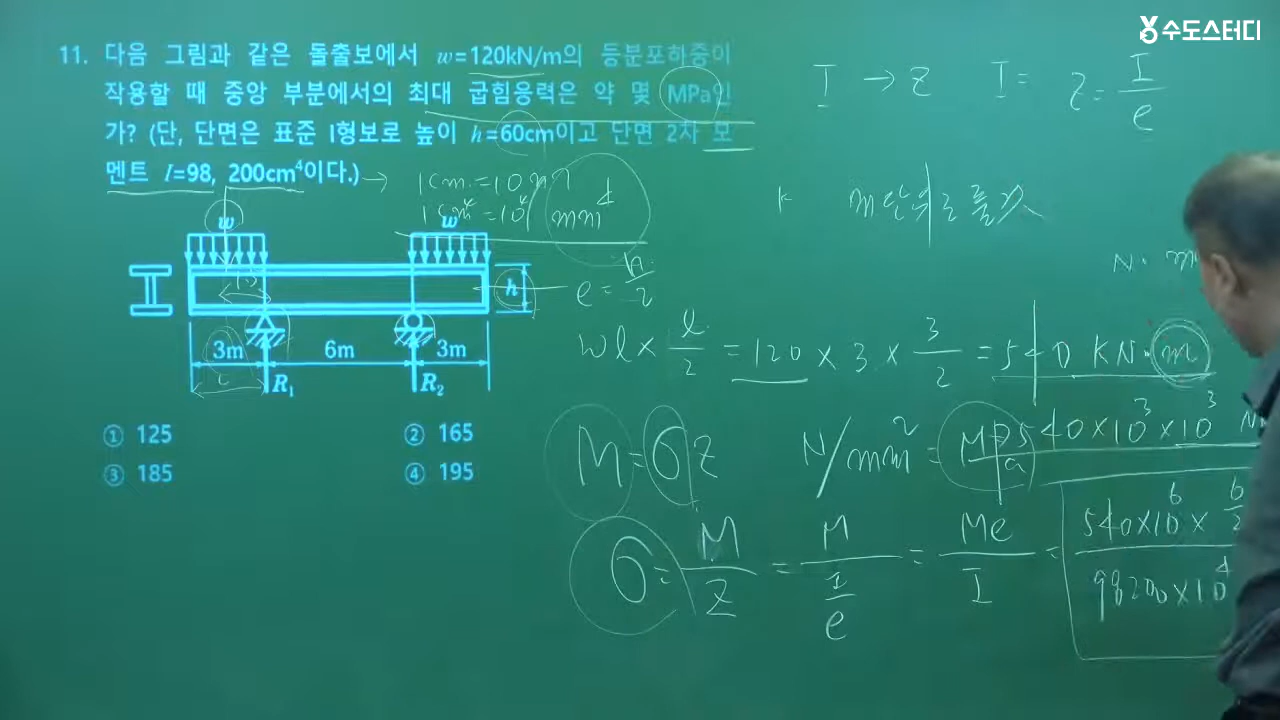 수도스터디
11. 다음 그림과 같은 돌출보에서 w=120kN/m의 등분포하중이
작용할 때 중앙 부분에서의 최대 굽힘응력은 약 몇 MPa인
가? (단, 단면은 표준 I형보로 높이 h=60cm이고 단면 2차 모
멘트 I=98, 200cm⁴이다.)
w
w
h
3m
6m
3m
R₁
R₂
① 125
② 165
③ 185
④ 195
I → Z I= Z= I/e
1cm = 10mm
1cm⁴ = 10⁴ mm⁴
e = h/2
N·m
wl × l/2 = 120 × 3 × 3/2 = 540 KN·m
M = σZ
N/mm² = MPa
540×10³×10³ N
σ = M/Z = M/(I/e) = Me/I = 540×10⁶×
98200×10⁴